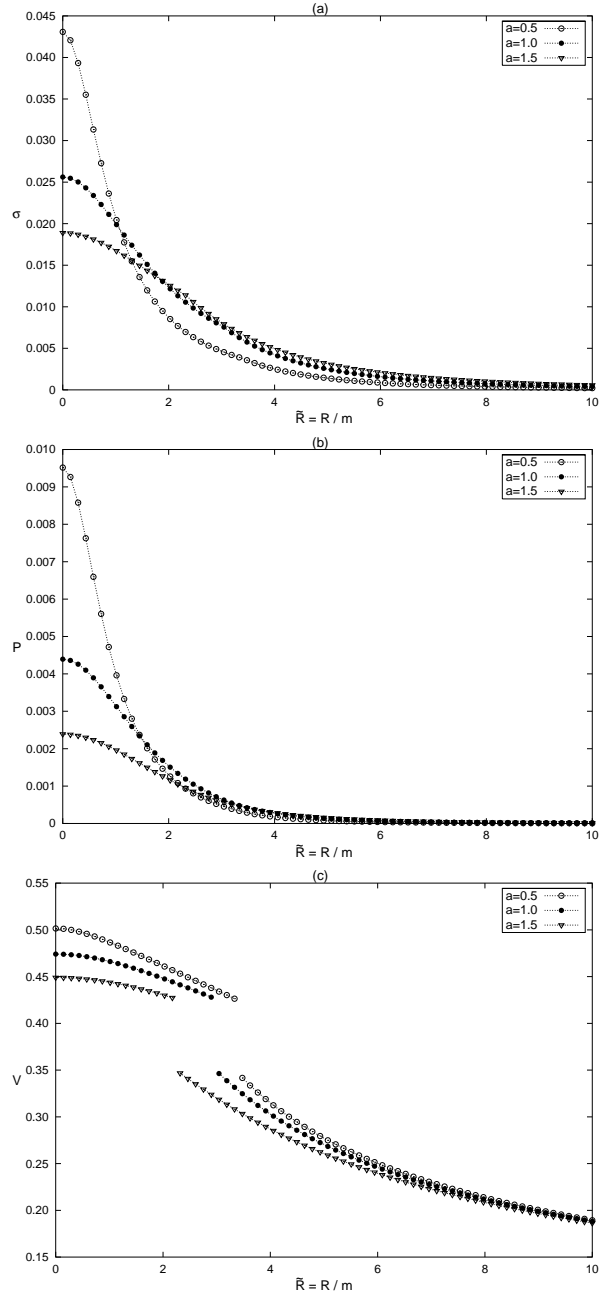 (a)
0.045
0.040
0.035
0.030
0.025
0.020
0.015
0.010
0.005
0
σ
a=0.5
a=1.0
a=1.5
0 2 4 6 8 10
R̃ = R / m
(b)
0.010
0.009
0.008
0.007
0.006
0.005
0.004
0.003
0.002
0.001
0
P
a=0.5
a=1.0
a=1.5
0 2 4 6 8 10
R̃ = R / m
(c)
0.55
0.50
0.45
0.40
0.35
0.30
0.25
0.20
0.15
V
a=0.5
a=1.0
a=1.5
0 2 4 6 8 10
R̃ = R / m